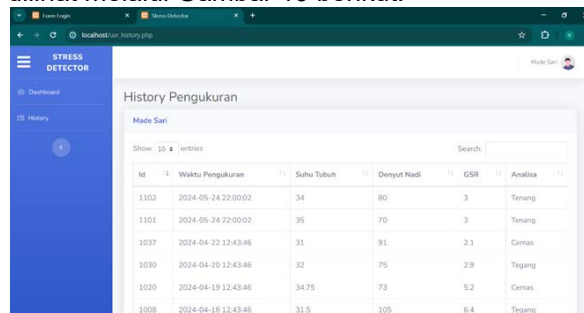 Form Login
Stress Detector
localhost/usr_history.php
STRESS DETECTOR
Made Sari
Dashboard
History
History Pengukuran
Made Sari
Show 10 entries
Search:
Id Waktu Pengukuran Suhu Tubuh Denyut Nadi GSR Analisa
1102 2024-05-24 22:00:02 34 80 3 Tenang
1101 2024-05-24 22:00:02 35 70 3 Tenang
1037 2024-04-22 12:43:46 31 91 2.1 Cemas
1030 2024-04-20 12:43:46 32 75 2.9 Tegang
1020 2024-04-19 12:43:46 34.75 73 5.2 Cemas
1008 2024-04-18 12:43:46 31.5 105 6.4 Tegang